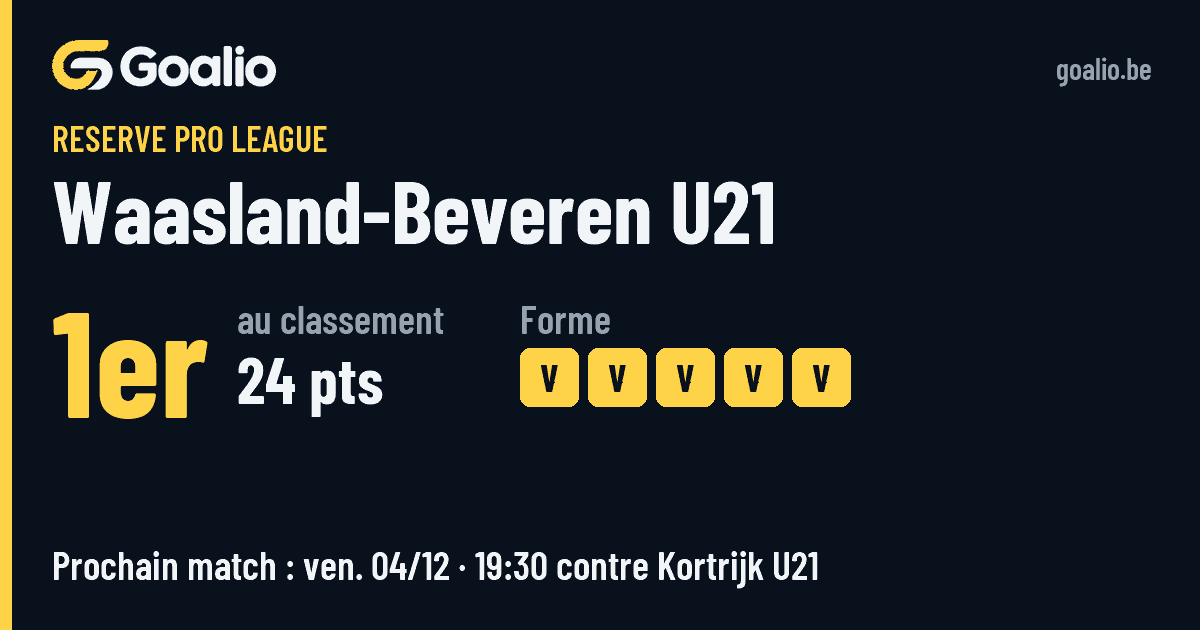 Goalio
goalio.be
RESERVE PRO LEAGUE
Waasland-Beveren U21
1er
au classement
24 pts
Forme
V V V V V
Prochain match : ven. 04/12 · 19:30 contre Kortrijk U21